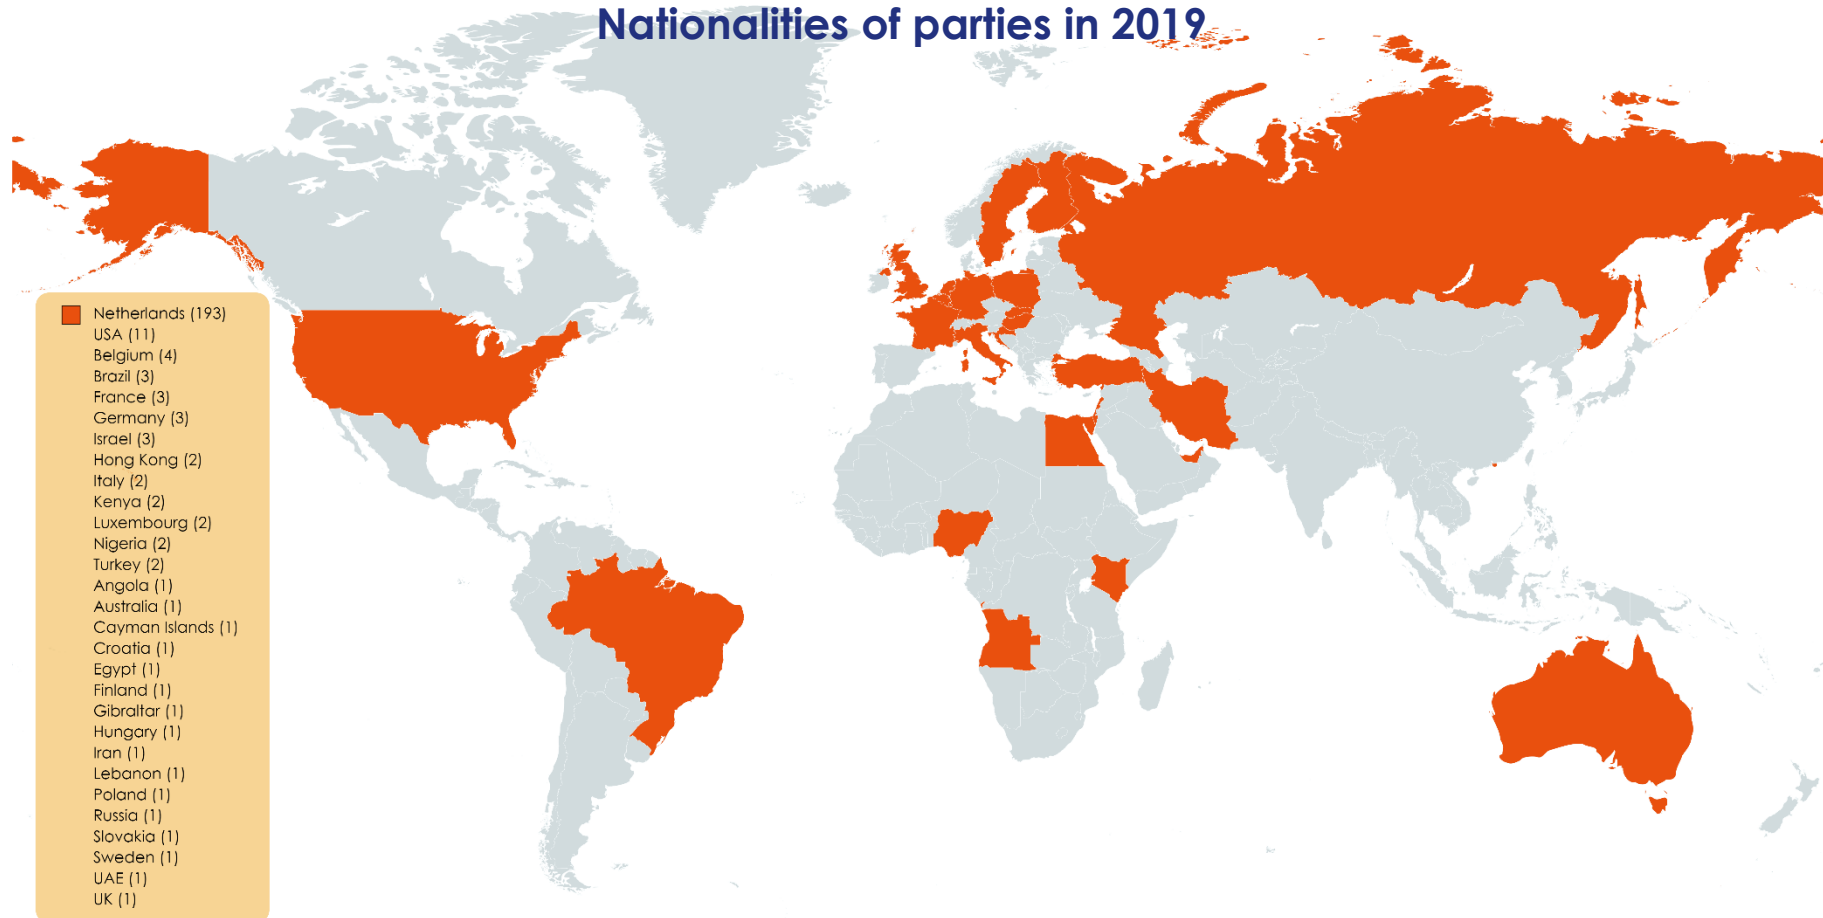 Nationalities of parties in 2019
Netherlands (193)
USA (11)
Belgium (4)
Brazil (3)
France (3)
Germany (3)
Israel (3)
Hong Kong (2)
Italy (2)
Kenya (2)
Luxembourg (2)
Nigeria (2)
Turkey (2)
Angola (1)
Australia (1)
Cayman Islands (1)
Croatia (1)
Egypt (1)
Finland (1)
Gibraltar (1)
Hungary (1)
Iran (1)
Lebanon (1)
Poland (1)
Russia (1)
Slovakia (1)
Sweden (1)
UAE (1)
UK (1)